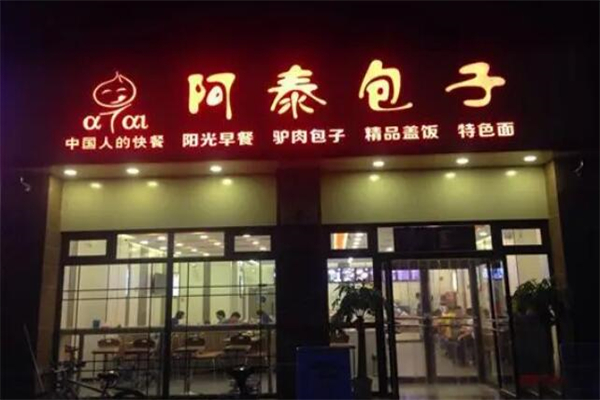 阿泰包子
αTαι
中国人的快餐 阳光早餐 驴肉包子 精品盖饭 特色面